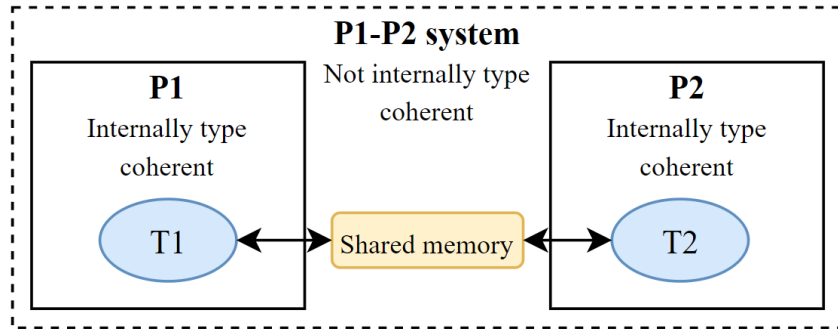 P1-P2 system
Not internally type
coherent
P1
Internally type
coherent
T1
Shared memory
P2
Internally type
coherent
T2